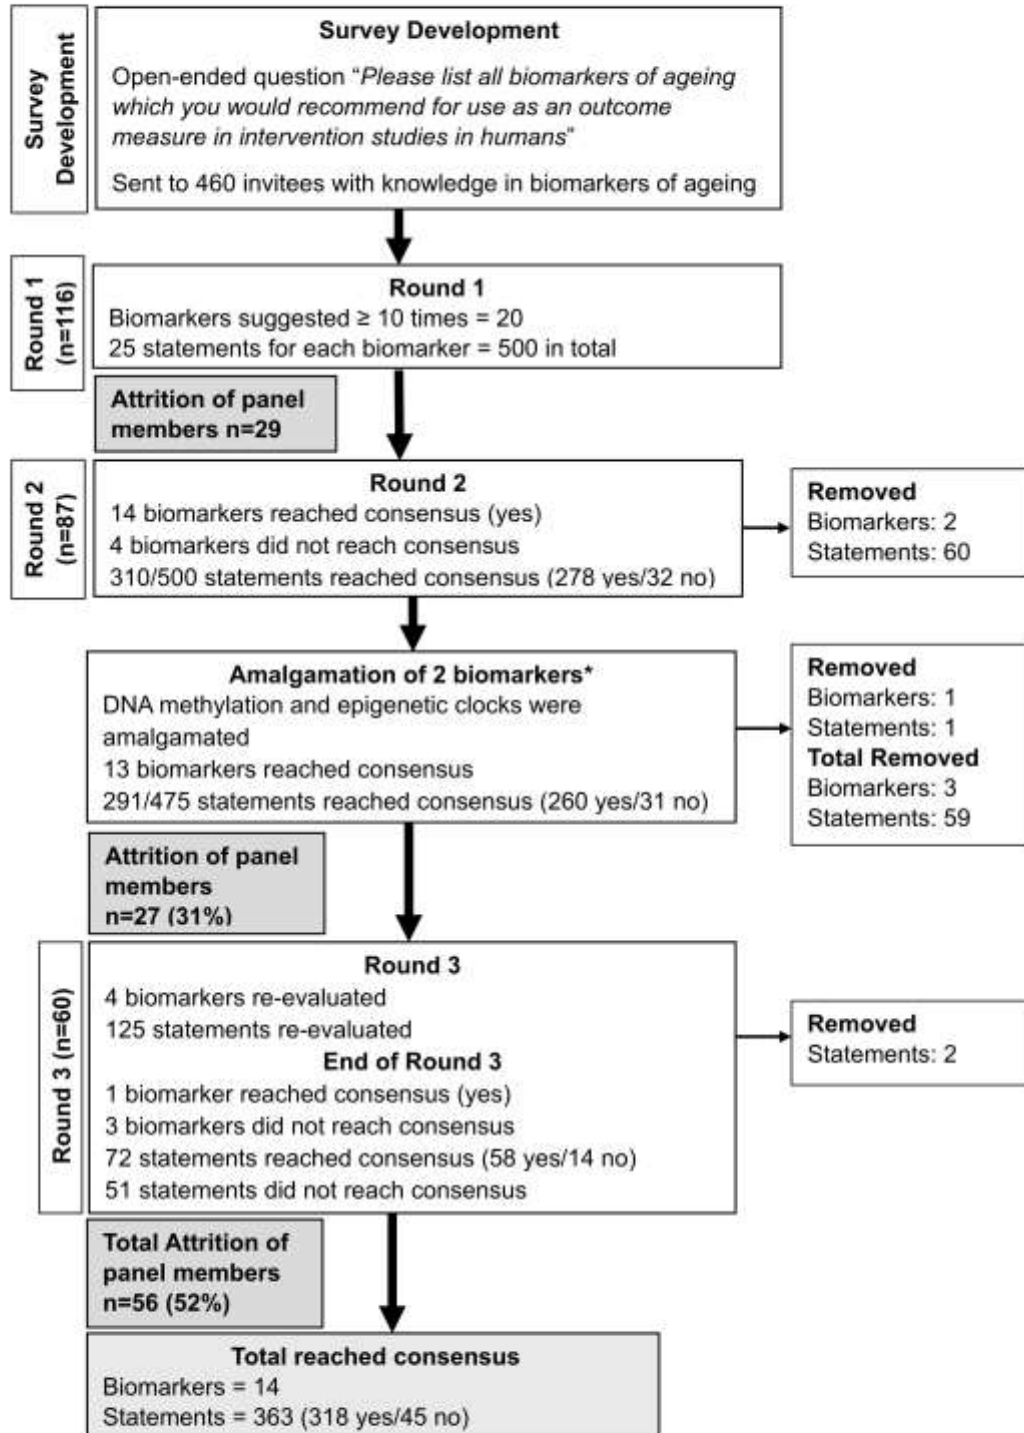 Survey
Development
Survey Development
Open-ended question “Please list all biomarkers of ageing
which you would recommend for use as an outcome
measure in intervention studies in humans”
Sent to 460 invitees with knowledge in biomarkers of ageing
Round 1
(n=116)
Round 1
Biomarkers suggested ≥ 10 times = 20
25 statements for each biomarker = 500 in total
Attrition of panel
members n=29
Round 2
(n=87)
Round 2
14 biomarkers reached consensus (yes)
4 biomarkers did not reach consensus
310/500 statements reached consensus (278 yes/32 no)
Removed
Biomarkers: 2
Statements: 60
Amalgamation of 2 biomarkers*
DNA methylation and epigenetic clocks were
amalgamated
13 biomarkers reached consensus
291/475 statements reached consensus (260 yes/31 no)
Removed
Biomarkers: 1
Statements: 1
Total Removed
Biomarkers: 3
Statements: 59
Attrition of panel
members
n=27 (31%)
Round 3 (n=60)
Round 3
4 biomarkers re-evaluated
125 statements re-evaluated
End of Round 3
1 biomarker reached consensus (yes)
3 biomarkers did not reach consensus
72 statements reached consensus (58 yes/14 no)
51 statements did not reach consensus
Removed
Statements: 2
Total Attrition of
panel members
n=56 (52%)
Total reached consensus
Biomarkers = 14
Statements = 363 (318 yes/45 no)